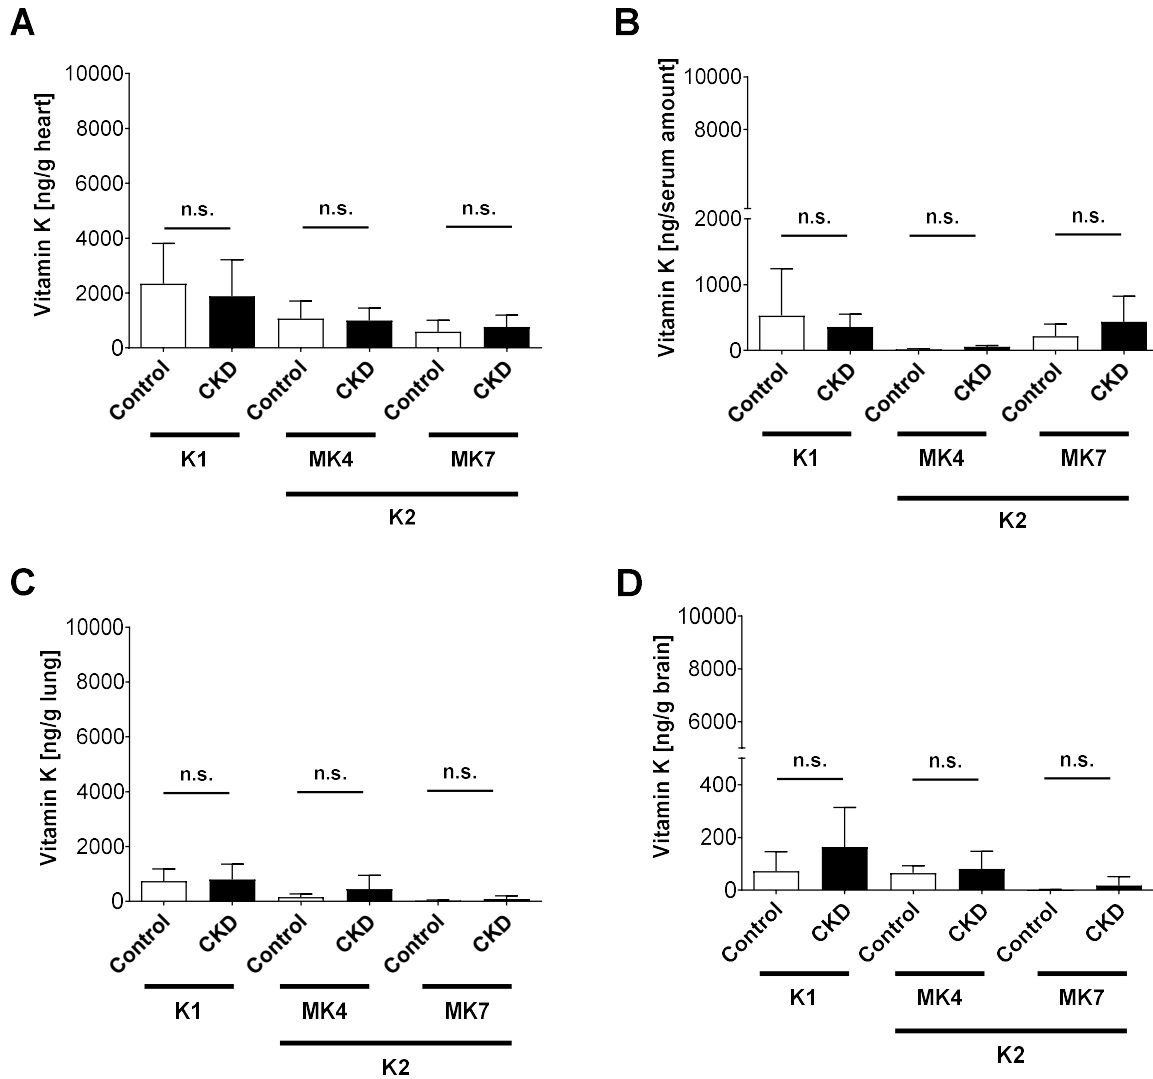 A
Vitamin K [ng/g heart]
10000
8000
6000
4000
2000
0
n.s. n.s. n.s.
Control CKD Control CKD Control CKD
K1 MK4 MK7
K2
B
Vitamin K [ng/serum amount]
10000
8000
2000
1000
0
n.s. n.s. n.s.
Control CKD Control CKD Control CKD
K1 MK4 MK7
K2
C
Vitamin K [ng/g lung]
10000
8000
6000
4000
2000
0
n.s. n.s. n.s.
Control CKD Control CKD Control CKD
K1 MK4 MK7
K2
D
Vitamin K [ng/g brain]
10000
8000
6000
400
200
0
n.s. n.s. n.s.
Control CKD Control CKD Control CKD
K1 MK4 MK7
K2